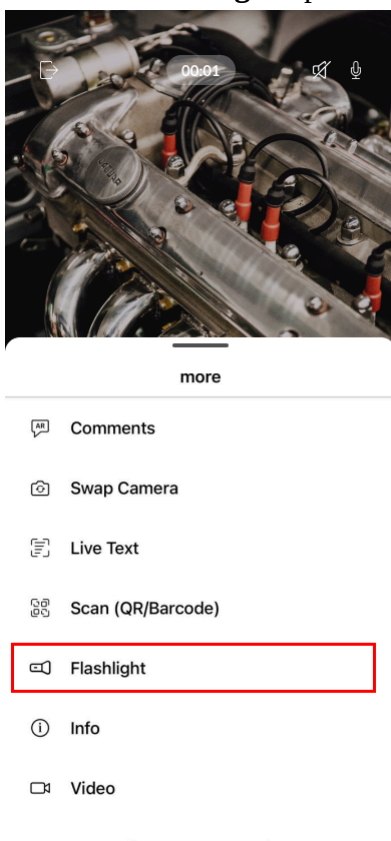 00:01
more
AR
Comments
Swap Camera
Live Text
Scan (QR/Barcode)
Flashlight
Info
Video